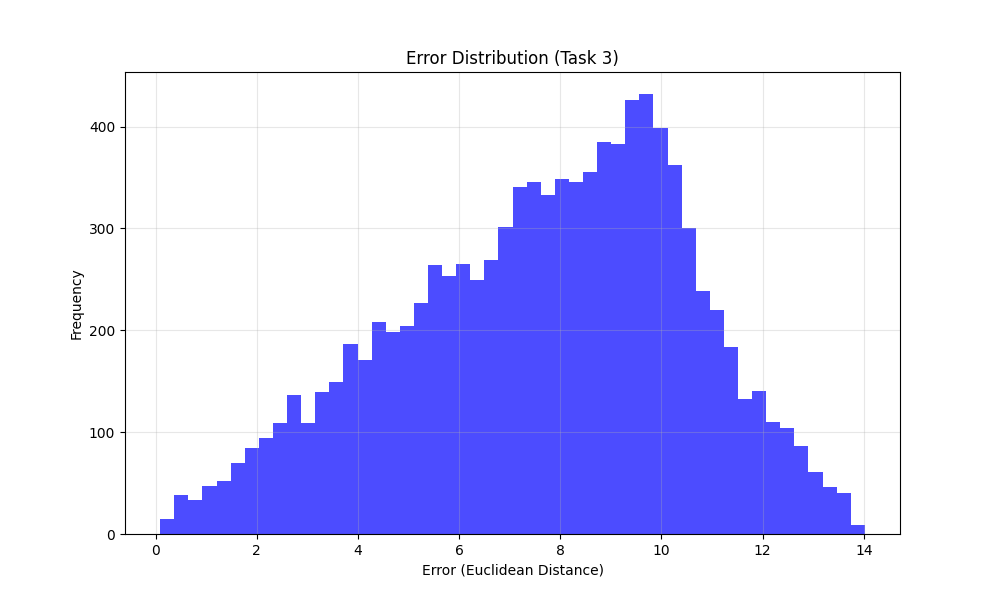 Error Distribution (Task 3)
400
300
200
100
0
Frequency
0 2 4 6 8 10 12 14
Error (Euclidean Distance)